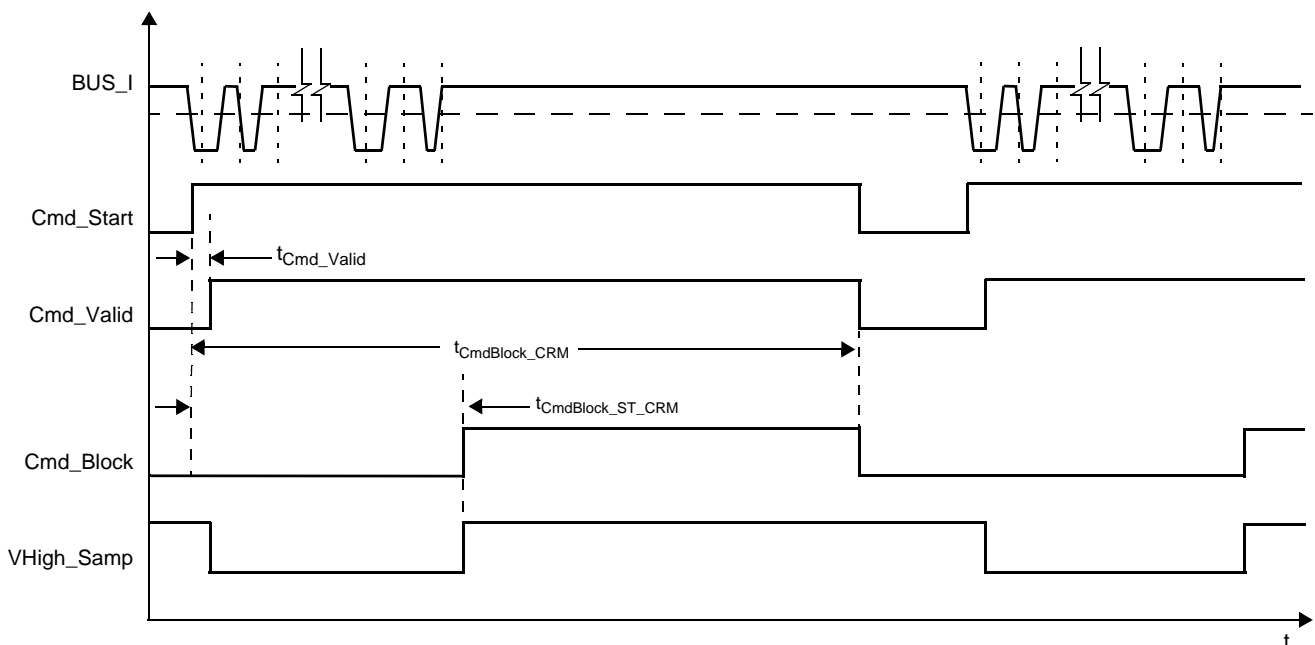 BUS_I
Cmd_Start
tCmd_Valid
Cmd_Valid
tCmdBlock_CRM
tCmdBlock_ST_CRM
Cmd_Block
VHigh_Samp
t